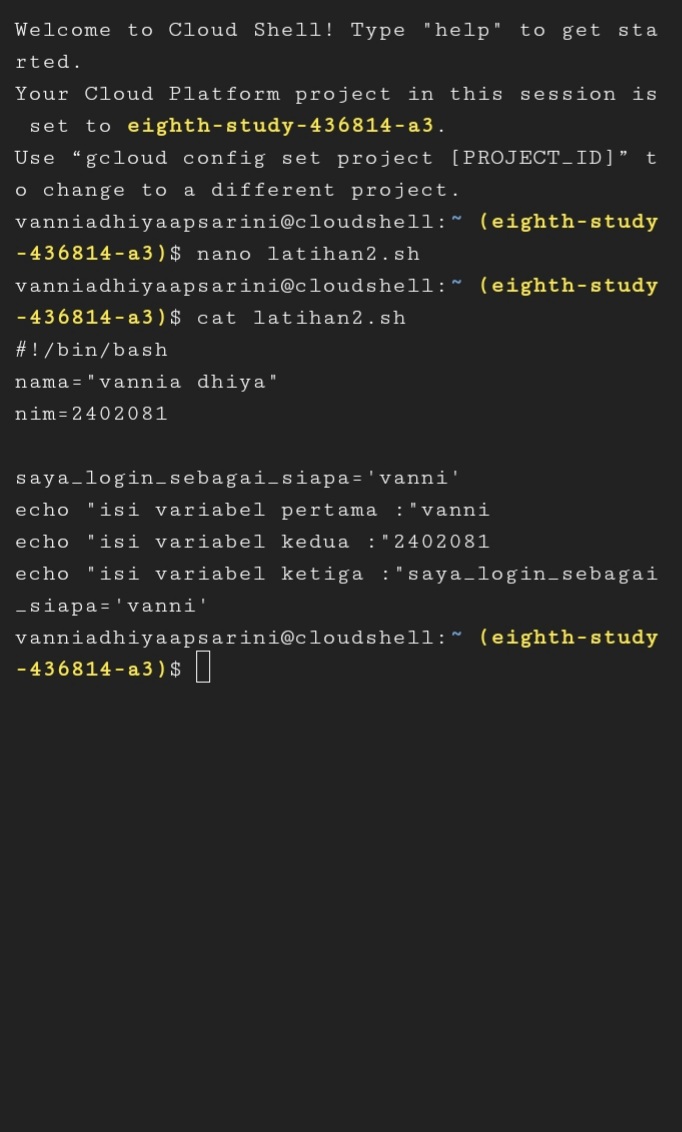 Welcome to Cloud Shell! Type "help" to get sta
rted.
Your Cloud Platform project in this session is
 set to eighth-study-436814-a3.
Use “gcloud config set project [PROJECT_ID]” t
o change to a different project.
vanniadhiyaapsarini@cloudshell:~ (eighth-study
-436814-a3)$ nano latihan2.sh
vanniadhiyaapsarini@cloudshell:~ (eighth-study
-436814-a3)$ cat latihan2.sh
#!/bin/bash
nama="vannia dhiya"
nim=2402081

saya_login_sebagai_siapa='vanni'
echo "isi variabel pertama :"vanni
echo "isi variabel kedua :"2402081
echo "isi variabel ketiga :"saya_login_sebagai
_siapa='vanni'
vanniadhiyaapsarini@cloudshell:~ (eighth-study
-436814-a3)$